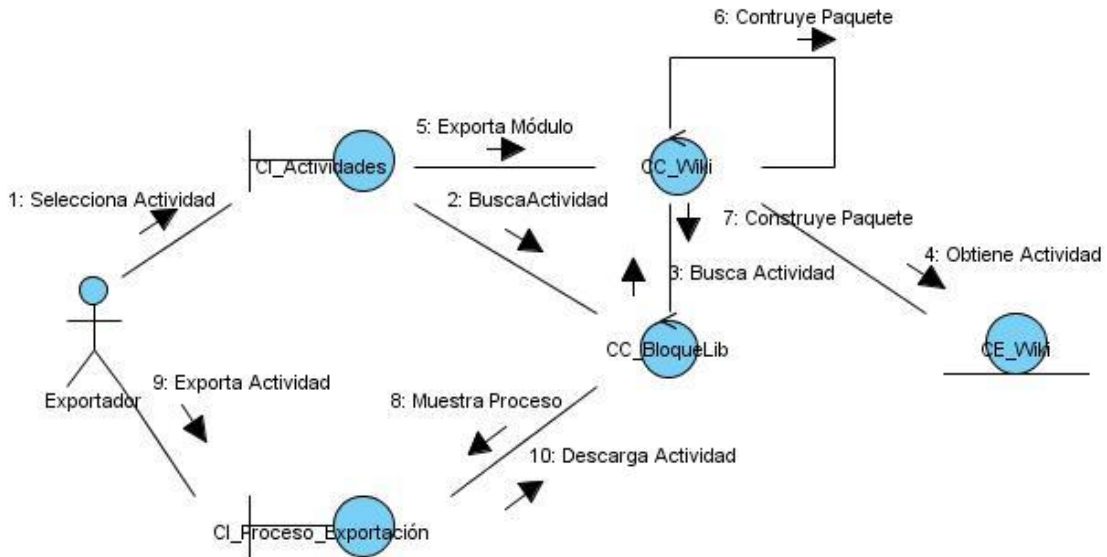 6: Contruye Paquete
5: Exporta Módulo
CI_Actividades
CC_Wiki
1: Selecciona Actividad
2: BuscaActividad
7: Construye Paquete
4: Obtiene Actividad
3: Busca Actividad
CC_BloqueLib
CE_Wiki
9: Exporta Actividad
Exportador
8: Muestra Proceso
10: Descarga Actividad
CI_Proceso_Exportación